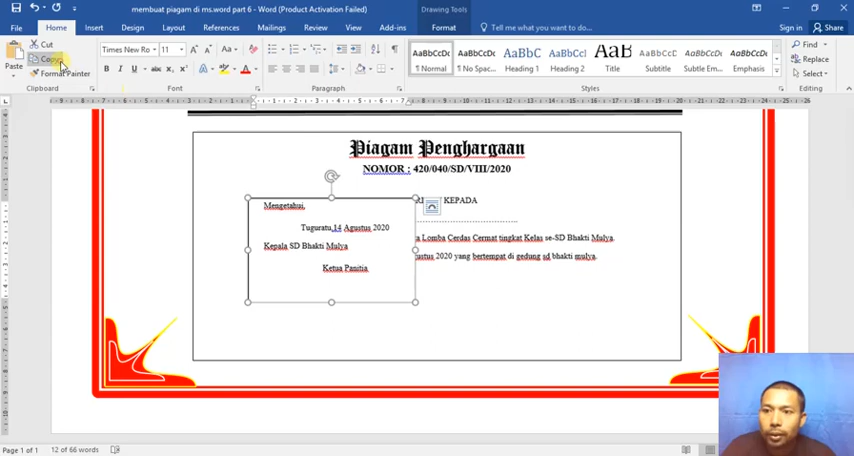 membuat piagam di ms.word part 6 - Word (Product Activation Failed)
Drawing Tools
File Home Insert Design Layout References Mailings Review View Add-ins Format Tell me what you want to do... Sign in Share
Cut
Copy
Format Painter
Paste
Times New Ro 11
AaBbCcDc AaBbCcDc AaBbC AaBbCcC AaB AaBbCcD AaBbCcDc AaBbCcDc
¶ Normal ¶ No Spac... Heading 1 Heading 2 Title Subtitle Subtle Em... Emphasis
Find
Replace
Select
Clipboard Font Paragraph Styles Editing
Piagam Penghargaan
NOMOR : 420/040/SD/VIII/2020
KEPADA
Mengetahui,
Tuguratu,14 Agustus 2020
Kepala SD Bhakti Mulya
Ketua Panitia
Lomba Cerdas Cermat tingkat Kelas se-SD Bhakti Mulya.
gustus 2020 yang bertempat di gedung sd bhakti mulya.
Page 1 of 1 12 of 66 words